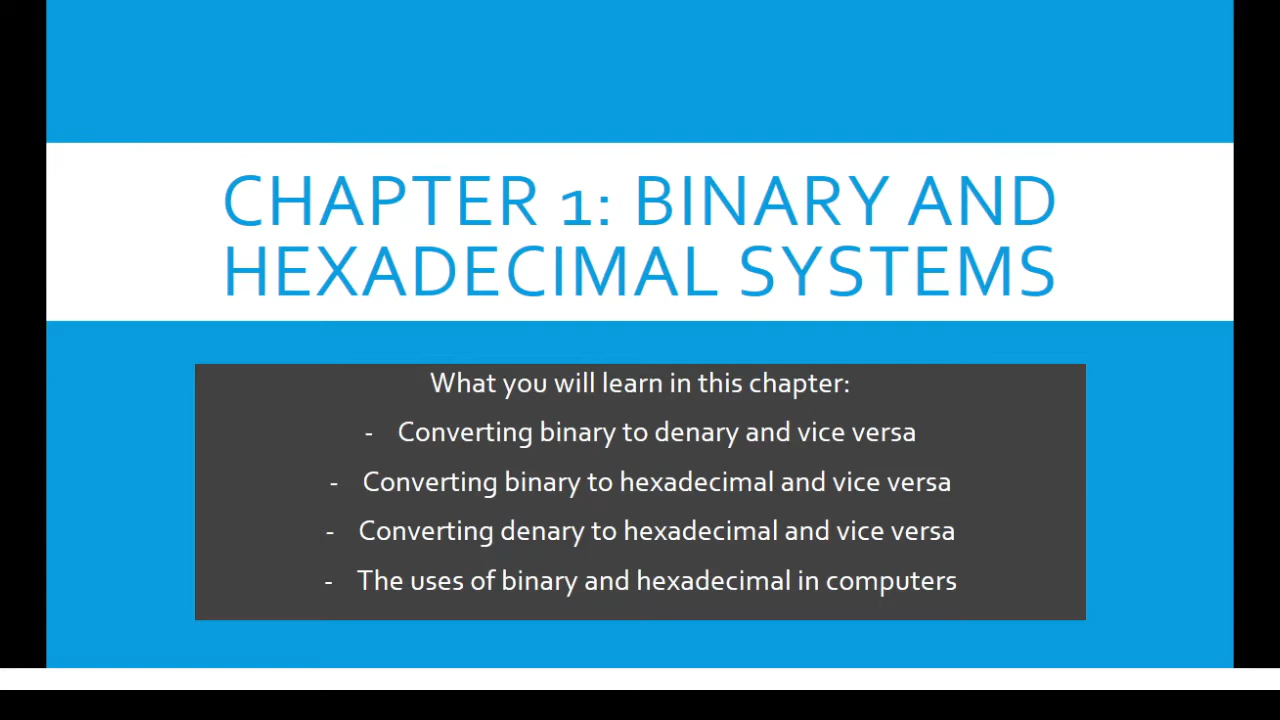 CHAPTER 1: BINARY AND
HEXADECIMAL SYSTEMS
What you will learn in this chapter:
- Converting binary to denary and vice versa
- Converting binary to hexadecimal and vice versa
- Converting denary to hexadecimal and vice versa
- The uses of binary and hexadecimal in computers